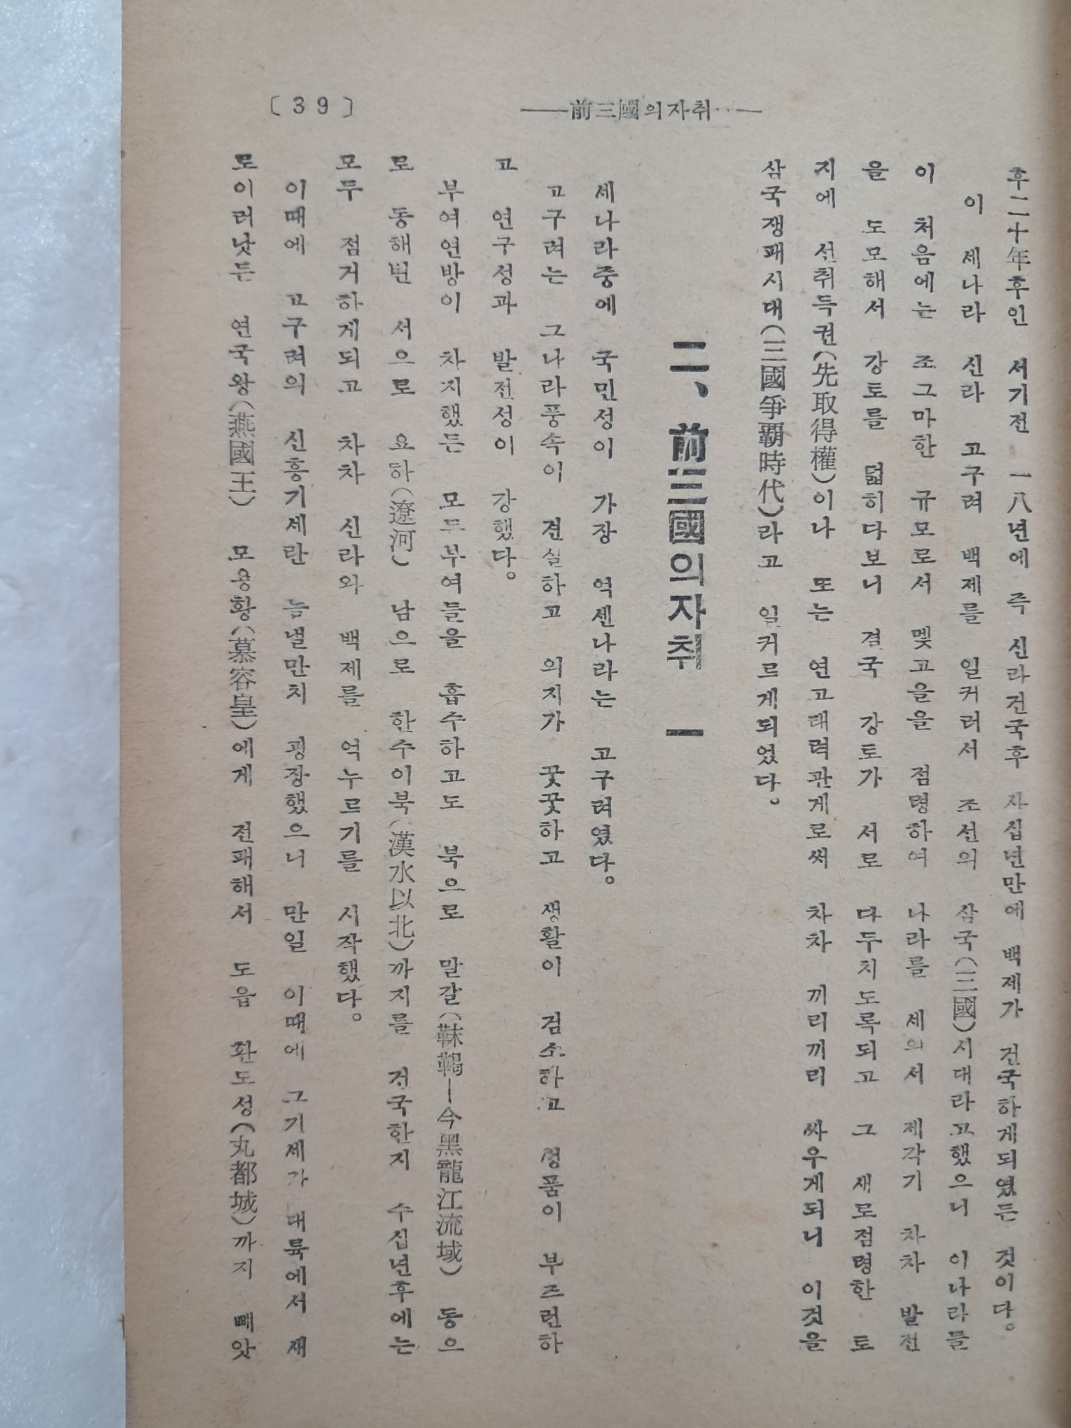 〔39〕
——前三國의자취··—
후二十年후인 서기전 一八년에 즉 신라건국후 사십년만에 백제가 건국하게되였든 것이다。
이 세나라 신라 고구려 백제를 일커러서 조선의 삼국(三國)시대라고했으니 이나라들
이 처음에는 조그마한 규모로서 몇고을을 점령하여 나라를 세워서 제각기 차차 발전
을 도모해서 강토를 넓히다보니 결국 강토가 서로 다두치도록되고 그 새로점령한 토
지에 선취득권(先取得權)이나 또는 연고태력관게로써 차차 끼리끼리 싸우게되니 이것을
삼국쟁패시대(三國爭覇時代)라고 일커르게되었다。
二、前三國의자취 一
세나라중에 국민성이 가장 억센나라는 고구려였다。
고구려는 그나라풍속이 견실하고 의지가 꿋꿋하고 생활이 검소하고 성품이 부즈런하
고 연구성과 발전성이 강했다。
부여연방이 차지했든 모두부여들을 흡수하고도 북으로 말갈(靺鞨—今黑龍江流域) 동으
로 동해변 서으로 요하(遼河) 남으로 한수이북(漢水以北)까지를 건국한지 수십년후에는
모두 점거하게되고 차차 신라와 백제를 억누르기를 시작했다。
이때에 고구려의 신흥기세란 놀낼만치 굉장했으니 만일 이때에 그기세가 대륙에서 새
로이러낫든 연국왕(燕國王) 모용황(慕容皇)에게 전패해서 도읍 환도성(丸都城)까지 빼앗